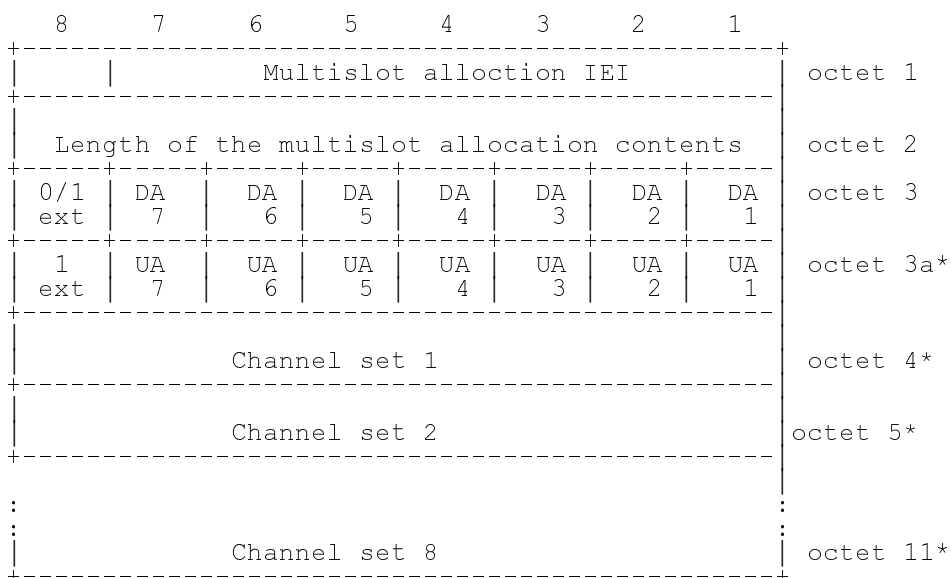 8 7 6 5 4 3 2 1
Multislot alloction IEI octet 1
Length of the multislot allocation contents octet 2
0/1 DA DA DA DA DA DA DA octet 3
ext 7 6 5 4 3 2 1
1 UA UA UA UA UA UA UA octet 3a*
ext 7 6 5 4 3 2 1
Channel set 1 octet 4*
Channel set 2 octet 5*
:
:
Channel set 8 octet 11*